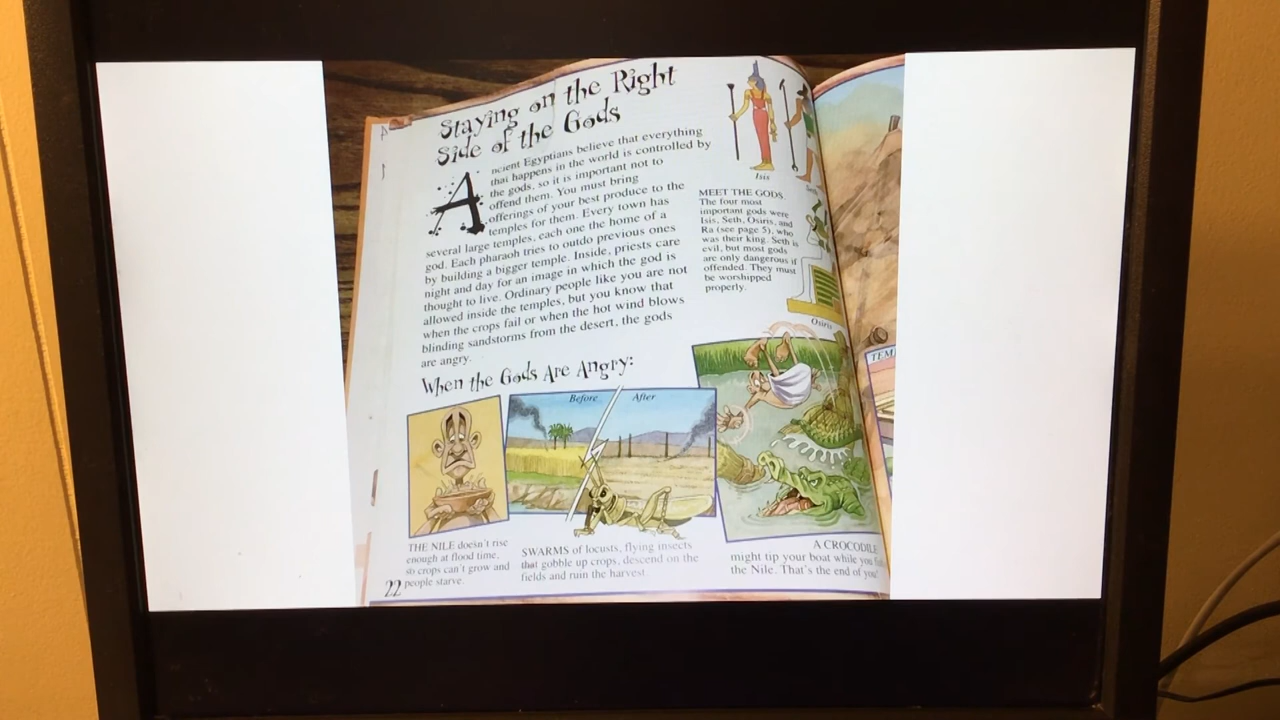 Staying on the Right
Side of the Gods
Ancient Egyptians believe that everything
that happens in the world is controlled by
the gods, so it is important not to
offend them. You must bring
offerings of your best produce to the
temples for them. Every town has
several large temples, each one the home of a
god. Each pharaoh tries to outdo previous ones
by building a bigger temple. Inside, priests care
night and day for an image in which the god is
thought to live. Ordinary people like you are not
allowed inside the temples, but you know that
when the crops fail or when the hot wind blows
blinding sandstorms from the desert, the gods
are angry.
Isis
MEET THE GODS.
The four most
important gods were
Isis, Seth, Osiris, and
Ra (see page 5), who
was their king. Seth is
evil, but most gods
are only dangerous if
offended. They must
be worshipped
properly.
Osiris
When the Gods Are Angry:
Before
After
THE NILE doesn't rise
enough at flood time,
so crops can't grow and
people starve.
SWARMS of locusts, flying insects
that gobble up crops, descend on the
fields and ruin the harvest.
A CROCODILE
might tip your boat while you
the Nile. That's the end of you!
22
TEM